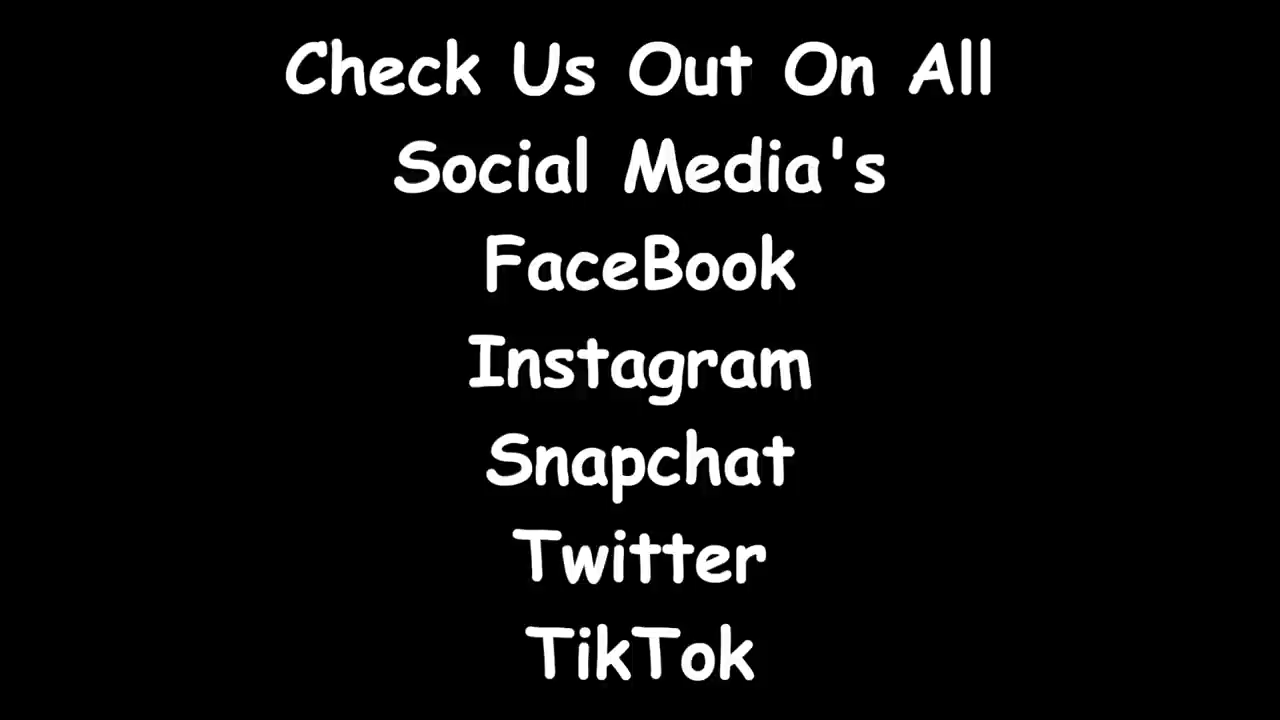 Check Us Out On All
Social Media's
FaceBook
Instagram
Snapchat
Twitter
TikTok